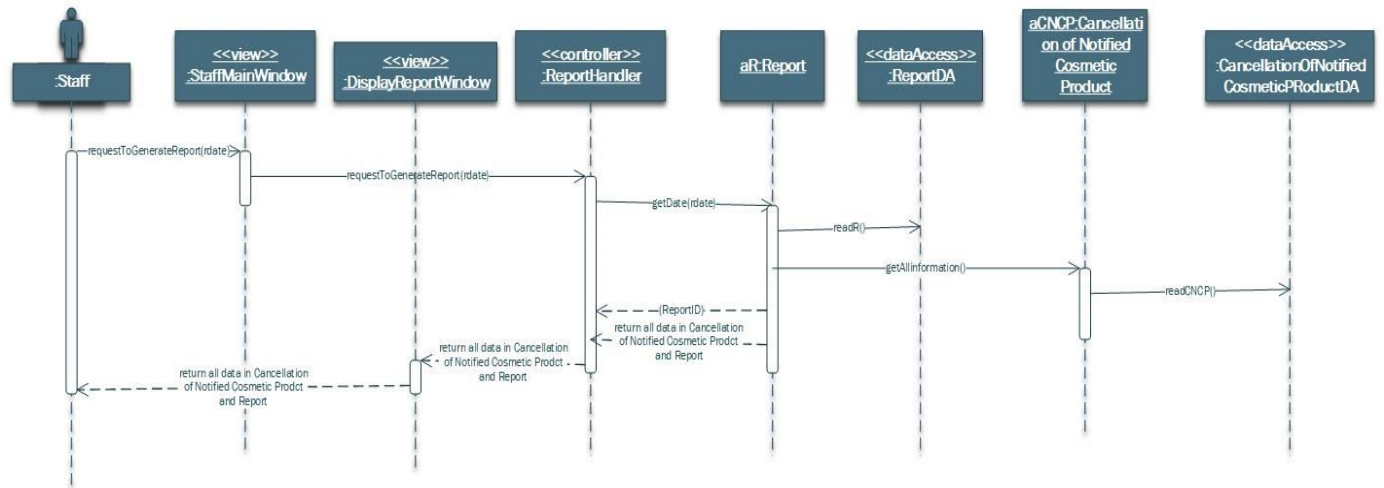 :Staff
<<view>>
:StaffMainWindow
<<view>>
:DisplayReportWindow
<<controller>>
:ReportHandler
aR:Report
<<dataAccess>>
:ReportDA
aCNCP:Cancellati
on of Notified
Cosmetic
Product
<<dataAccess>>
:CancellationOfNotified
CosmeticPRoductDA
requestToGenerateReport(rdate)
requestToGenerateReport(rdate)
getDate(rdate)
readR()
getAllinformation()
readCNCP()
(ReportID)
return all data in Cancellation
of Notified Cosmetic Prodct
and Report
return all data in Cancellation
of Notified Cosmetic Prodct
and Report
return all data in Cancellation
of Notified Cosmetic Prodct
and Report